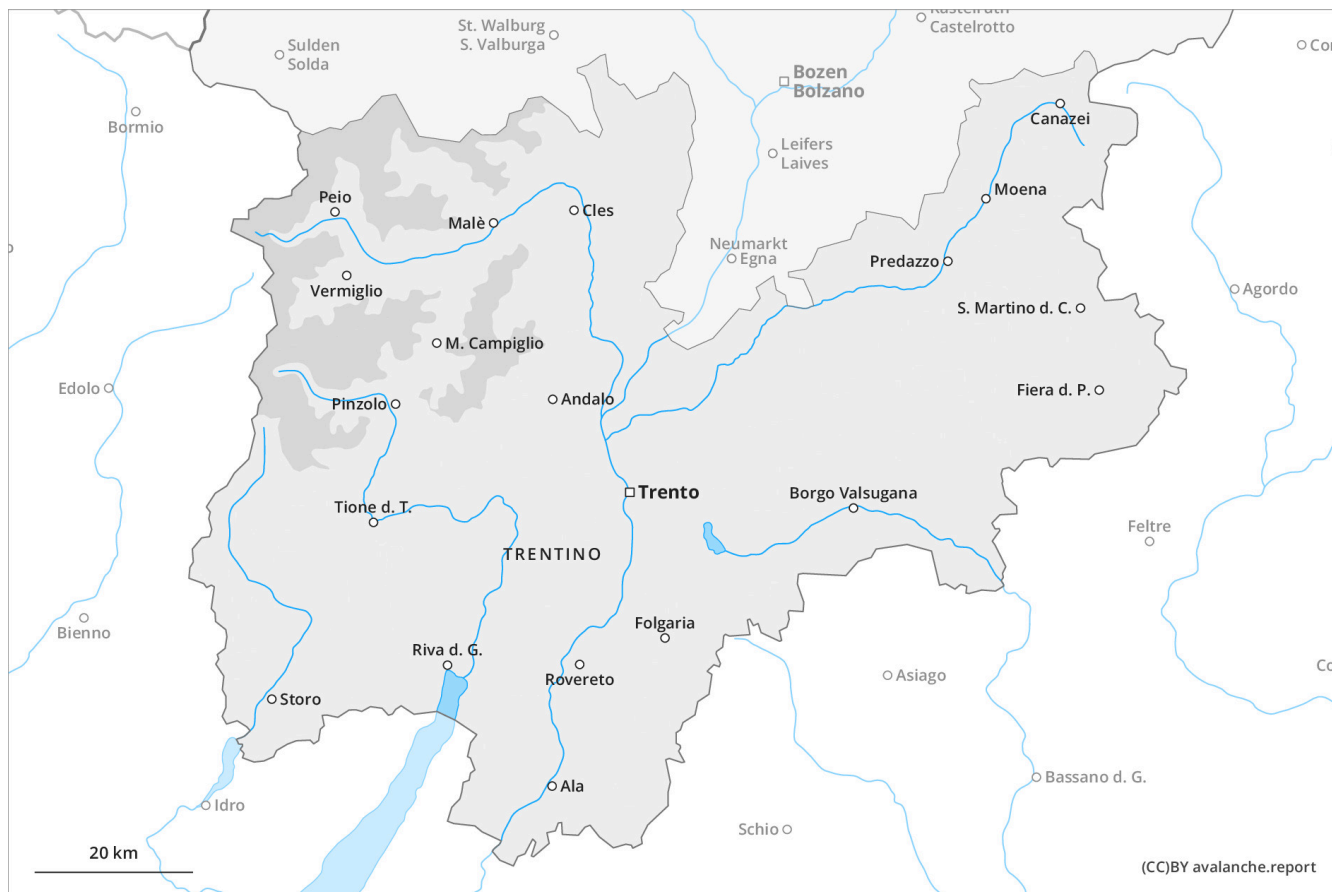 Kastelruth
Castelrotto
St. Walburg
S. Valburga
Sulden
Solda
Bozen
Bolzano
Bormio
Canazei
Leifers
Laives
Moena
Peio
Malè
Cles
Neumarkt
Egna
Predazzo
Vermiglio
Agordo
S. Martino d. C.
M. Campiglio
Edolo
Pinzolo
Andalo
Fiera d. P.
Trento
Borgo Valsugana
Tione d. T.
Feltre
TRENTINO
Bienno
Folgaria
Riva d. G.
Asiago
Rovereto
Storo
Bassano d. G.
Ala
Idro
Schio
20 km
(CC)BY avalanche.report